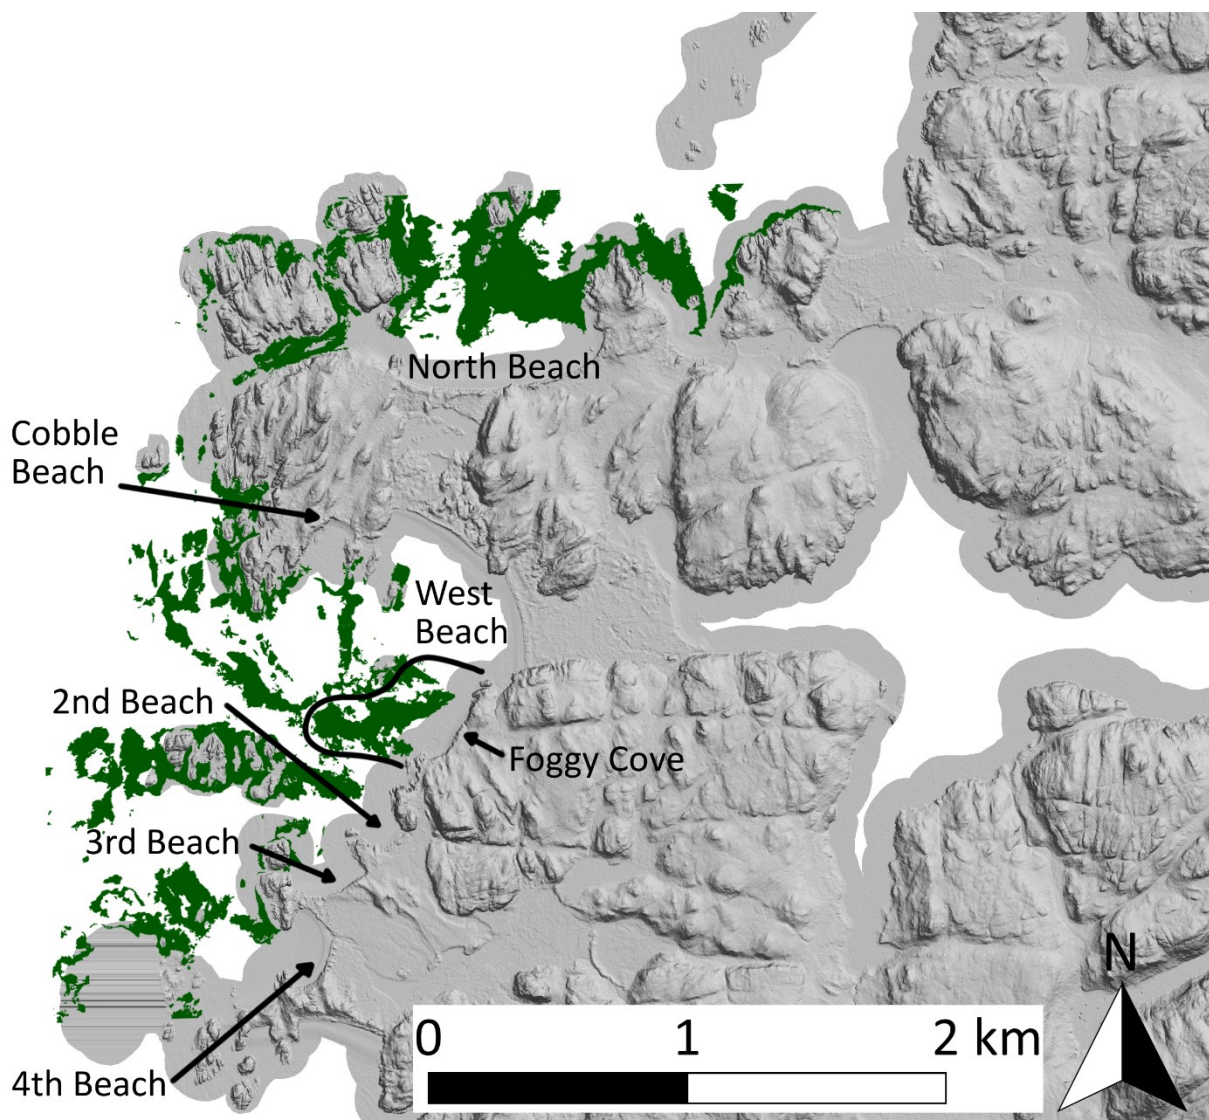 North Beach
Cobble
Beach
West
Beach
2nd Beach
Foggy Cove
3rd Beach
4th Beach
N
0 1 2 km